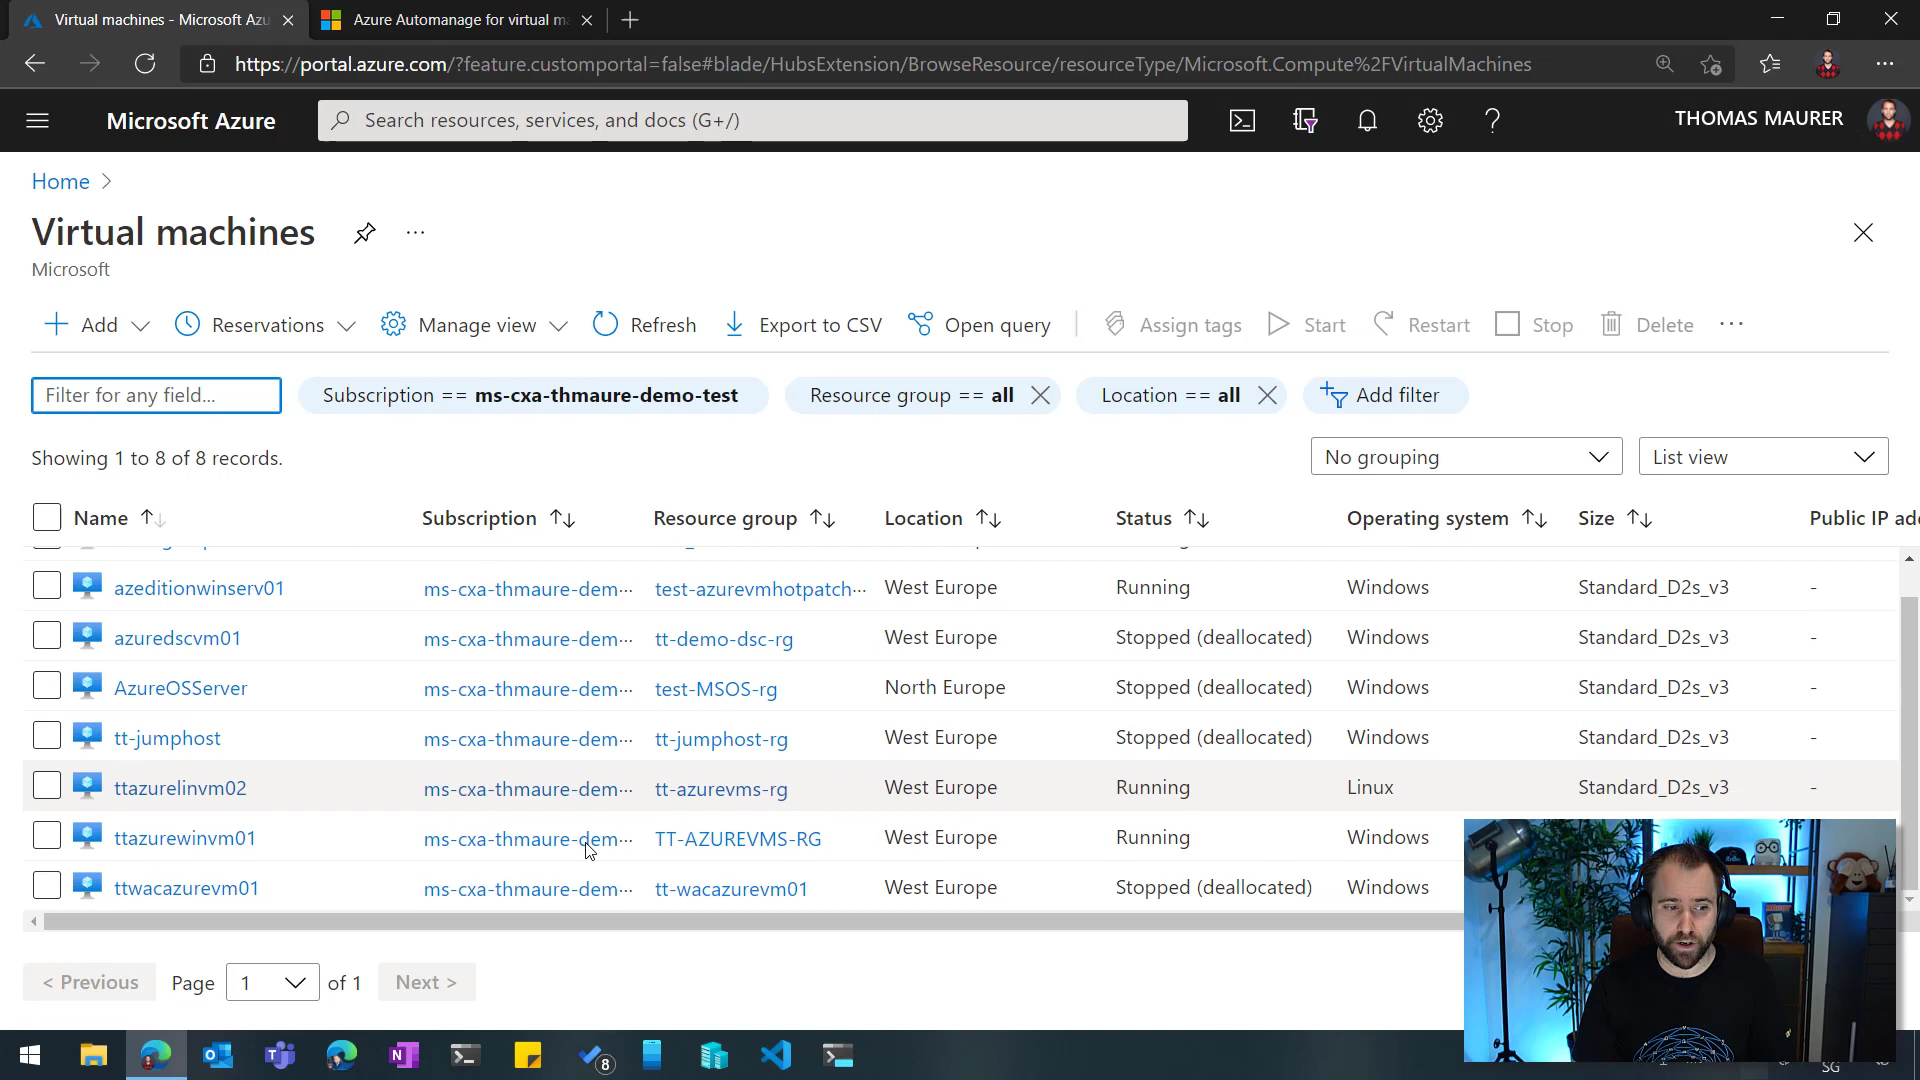 Virtual machines - Microsoft Azu
Azure Automanage for virtual m
https://portal.azure.com/?feature.customportal=false#blade/HubsExtension/BrowseResource/resourceType/Microsoft.Compute%2FVirtualMachines
Microsoft Azure
Search resources, services, and docs (G+/)
THOMAS MAURER
Home
Virtual machines
Microsoft
Add
Reservations
Manage view
Refresh
Export to CSV
Open query
Assign tags
Start
Restart
Stop
Delete
Filter for any field...
Subscription == ms-cxa-thmaure-demo-test
Resource group == all
Location == all
Add filter
Showing 1 to 8 of 8 records.
No grouping
List view
Name Subscription Resource group Location Status Operating system Size Public IP add
azeditionwinserv01 ms-cxa-thmaure-dem··· test-azurevmhotpatch··· West Europe Running Windows Standard_D2s_v3 -
azuredscvm01 ms-cxa-thmaure-dem··· tt-demo-dsc-rg West Europe Stopped (deallocated) Windows Standard_D2s_v3 -
AzureOSServer ms-cxa-thmaure-dem··· test-MSOS-rg North Europe Stopped (deallocated) Windows Standard_D2s_v3 -
tt-jumphost ms-cxa-thmaure-dem··· tt-jumphost-rg West Europe Stopped (deallocated) Windows Standard_D2s_v3 -
ttazurelinvm02 ms-cxa-thmaure-dem··· tt-azurevms-rg West Europe Running Linux Standard_D2s_v3 -
ttazurewinvm01 ms-cxa-thmaure-dem··· TT-AZUREVMS-RG West Europe Running Windows
ttwacazurevm01 ms-cxa-thmaure-dem··· tt-wacazurevm01 West Europe Stopped (deallocated) Windows
< Previous Page 1 of 1 Next >
8
SG